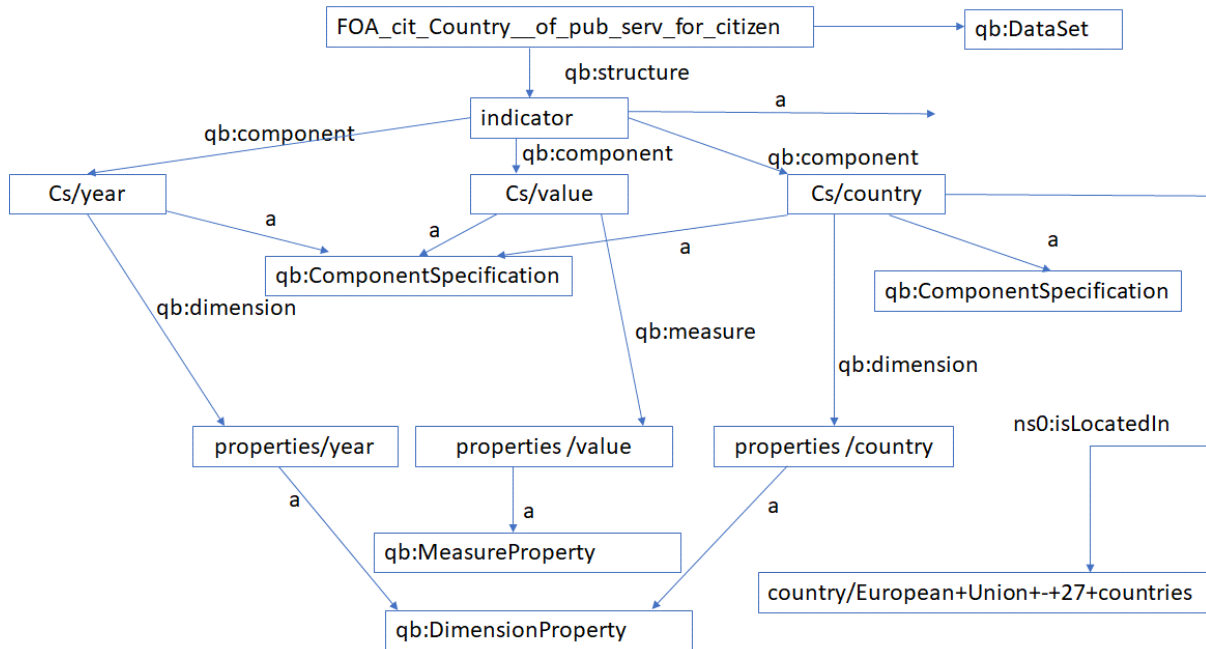 FOA_cit_Country__of_pub_serv_for_citizen
qb:DataSet
qb:structure
a
indicator
qb:component
qb:component
qb:component
Cs/year
Cs/value
Cs/country
a
a
a
a
qb:ComponentSpecification
qb:ComponentSpecification
qb:dimension
qb:measure
qb:dimension
ns0:isLocatedIn
properties/year
properties /value
properties /country
a
a
a
qb:MeasureProperty
country/European+Union+-+27+countries
qb:DimensionProperty